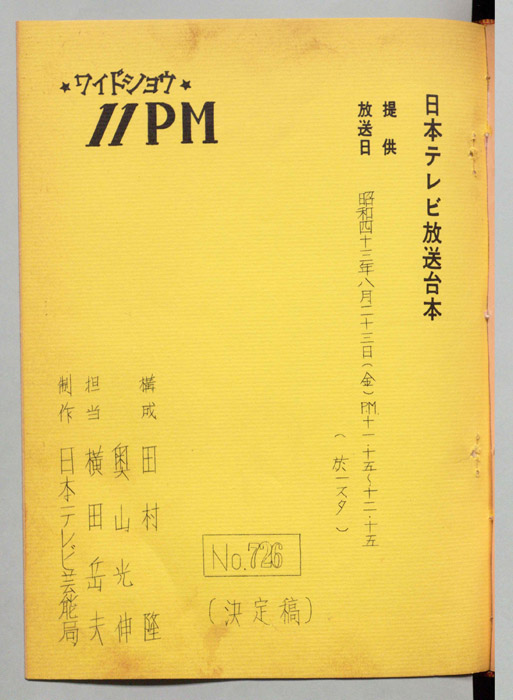 日本テレビ放送台本
提供
放送日 昭和四十三年八月二十三日(金)P.M.十一・十五〜十二・十五
(於一スタ)
★ワイドショウ★
11PM
No.726
(決定稿)
構成 田村 隆
奥山光伸
担当 横田岳夫
制作 日本テレビ芸能局